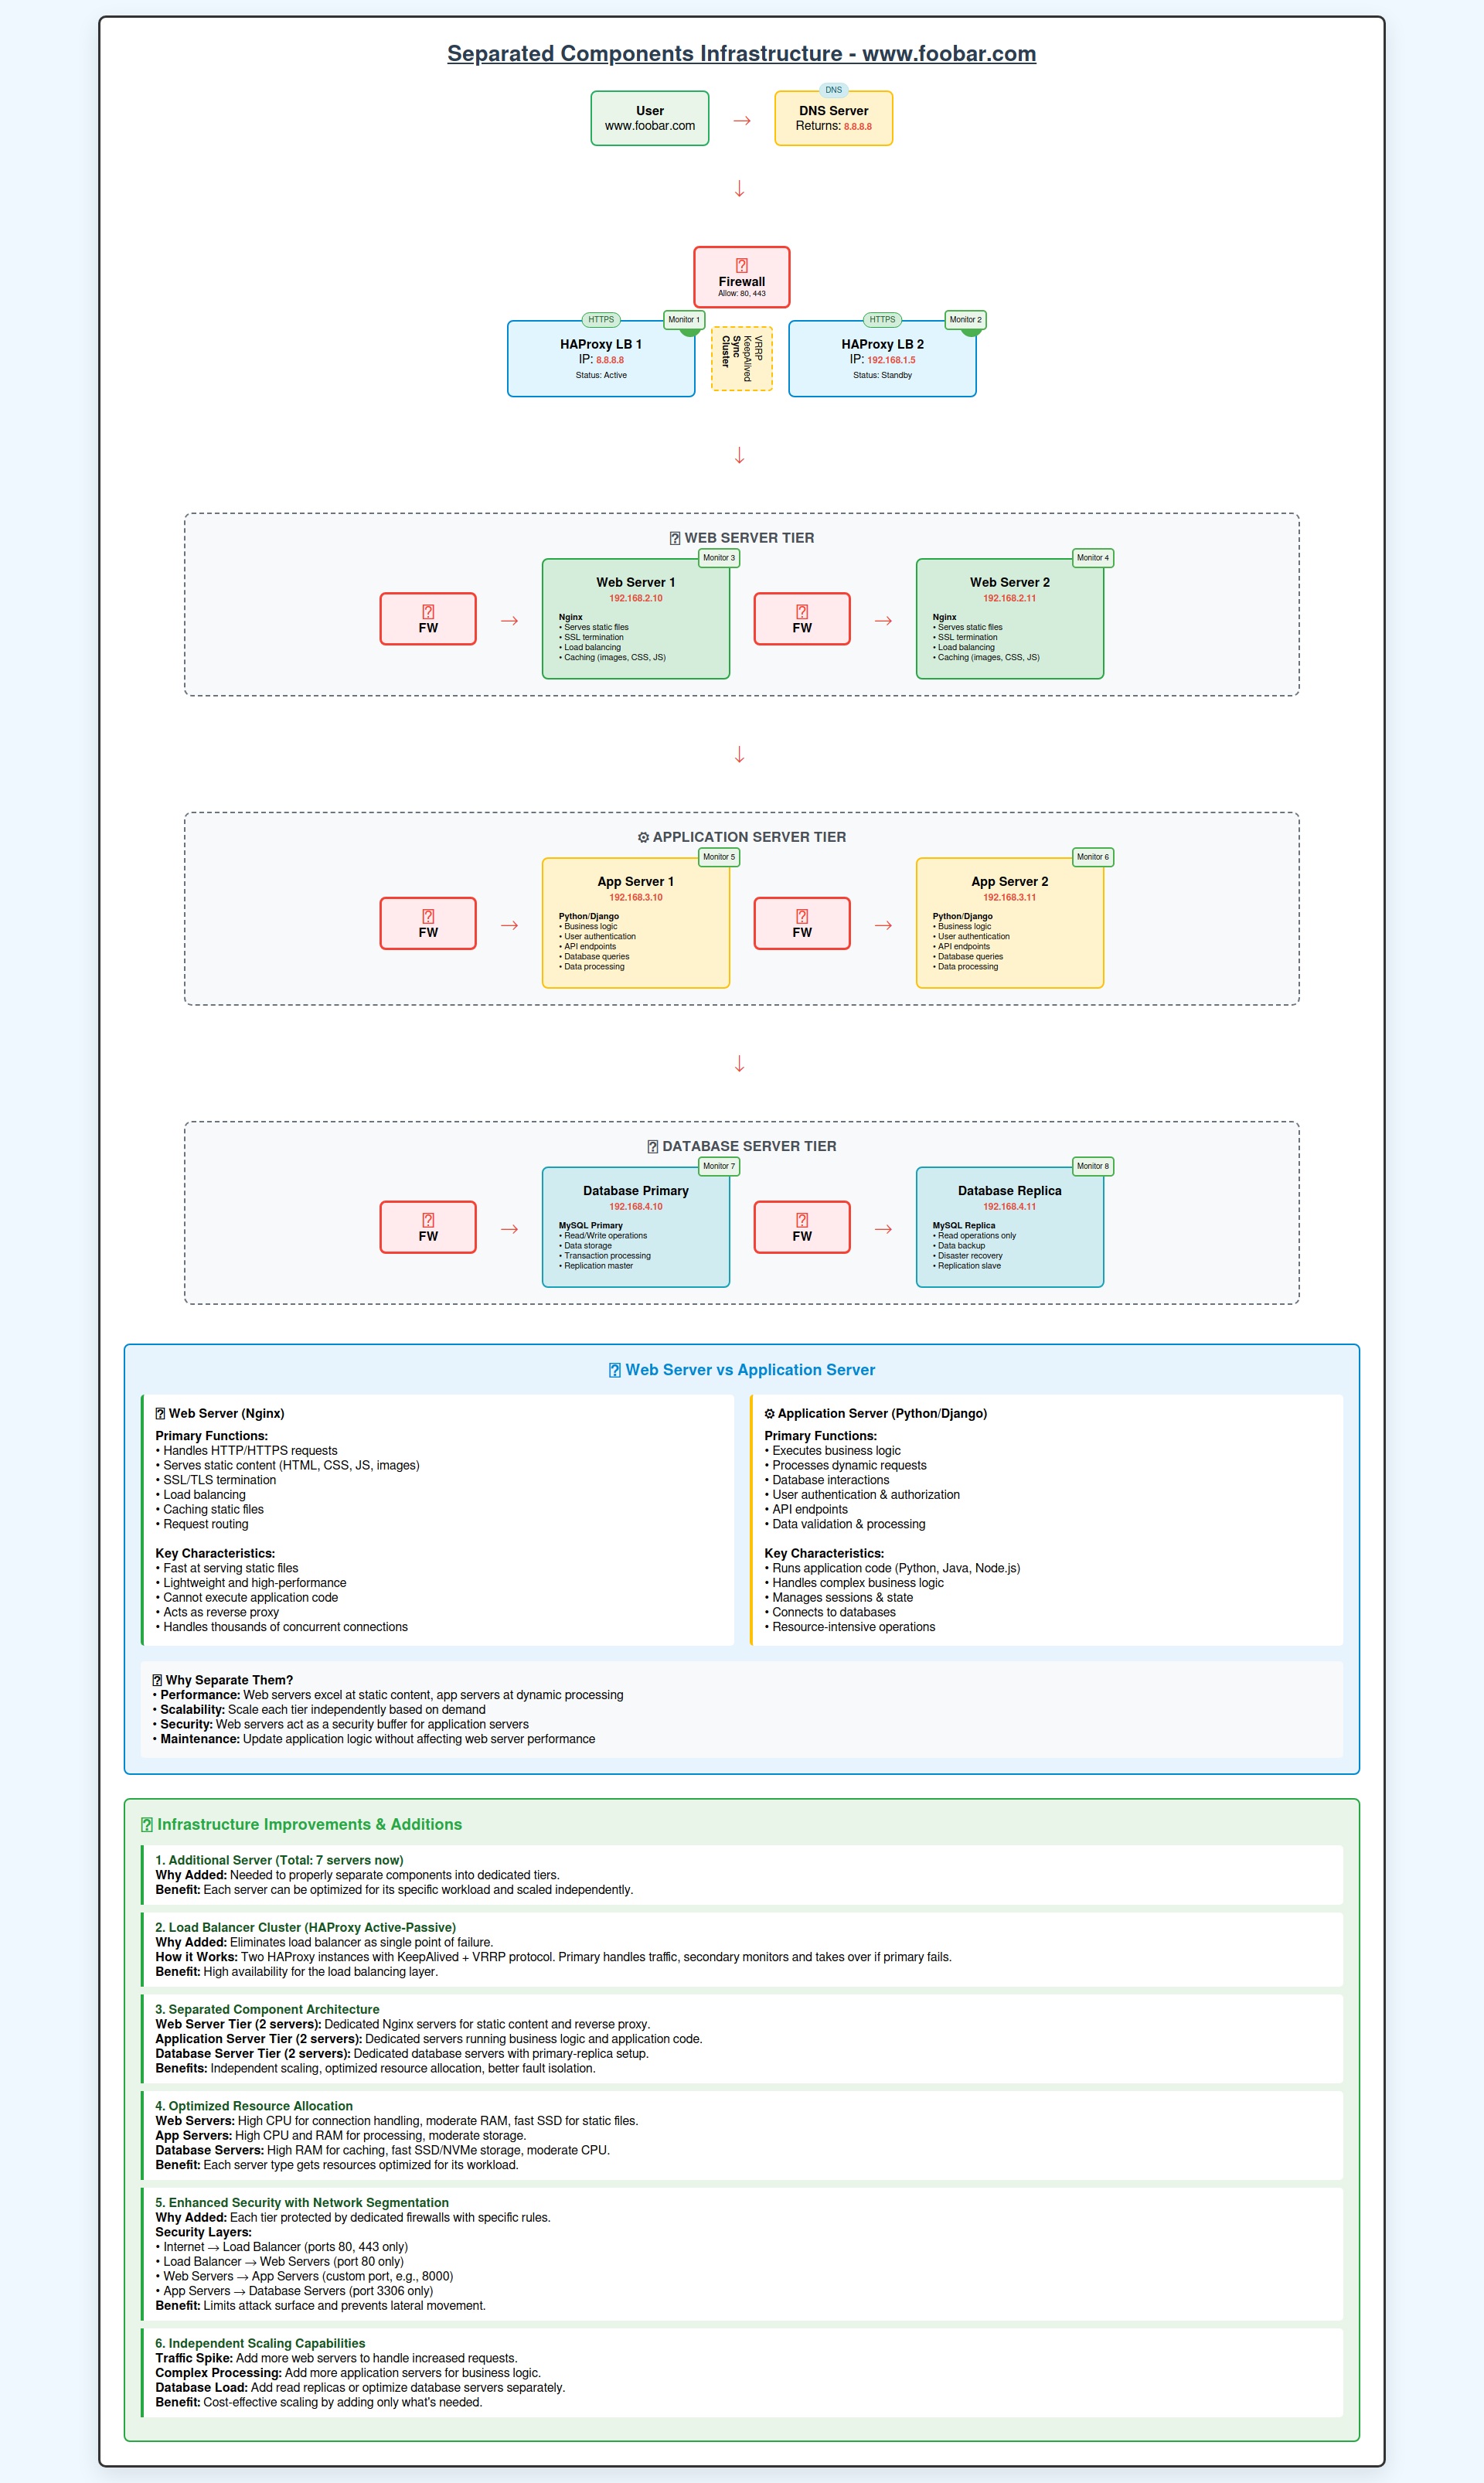 Separated Components Infrastructure - www.foobar.com
DNS
User
www.foobar.com
→
DNS Server
Returns: 8.8.8.8
↓
Firewall
Allow: 80, 443
HTTPS
Monitor 1
HAProxy LB 1
IP: 8.8.8.8
Status: Active
VRRP
KeepAlived
Sync
Cluster
HTTPS
Monitor 2
HAProxy LB 2
IP: 192.168.1.5
Status: Standby
↓
WEB SERVER TIER
FW
→
Monitor 3
Web Server 1
192.168.2.10
Nginx
• Serves static files
• SSL termination
• Load balancing
• Caching (images, CSS, JS)
FW
→
Monitor 4
Web Server 2
192.168.2.11
Nginx
• Serves static files
• SSL termination
• Load balancing
• Caching (images, CSS, JS)
↓
⚙ APPLICATION SERVER TIER
FW
→
Monitor 5
App Server 1
192.168.3.10
Python/Django
• Business logic
• User authentication
• API endpoints
• Database queries
• Data processing
FW
→
Monitor 6
App Server 2
192.168.3.11
Python/Django
• Business logic
• User authentication
• API endpoints
• Database queries
• Data processing
↓
DATABASE SERVER TIER
FW
→
Monitor 7
Database Primary
192.168.4.10
MySQL Primary
• Read/Write operations
• Data storage
• Transaction processing
• Replication master
FW
→
Monitor 8
Database Replica
192.168.4.11
MySQL Replica
• Read operations only
• Data backup
• Disaster recovery
• Replication slave
Web Server vs Application Server
Web Server (Nginx)
Primary Functions:
• Handles HTTP/HTTPS requests
• Serves static content (HTML, CSS, JS, images)
• SSL/TLS termination
• Load balancing
• Caching static files
• Request routing
Key Characteristics:
• Fast at serving static files
• Lightweight and high-performance
• Cannot execute application code
• Acts as reverse proxy
• Handles thousands of concurrent connections
⚙ Application Server (Python/Django)
Primary Functions:
• Executes business logic
• Processes dynamic requests
• Database interactions
• User authentication & authorization
• API endpoints
• Data validation & processing
Key Characteristics:
• Runs application code (Python, Java, Node.js)
• Handles complex business logic
• Manages sessions & state
• Connects to databases
• Resource-intensive operations
Why Separate Them?
• Performance: Web servers excel at static content, app servers at dynamic processing
• Scalability: Scale each tier independently based on demand
• Security: Web servers act as a security buffer for application servers
• Maintenance: Update application logic without affecting web server performance
Infrastructure Improvements & Additions
1. Additional Server (Total: 7 servers now)
Why Added: Needed to properly separate components into dedicated tiers.
Benefit: Each server can be optimized for its specific workload and scaled independently.
2. Load Balancer Cluster (HAProxy Active-Passive)
Why Added: Eliminates load balancer as single point of failure.
How it Works: Two HAProxy instances with KeepAlived + VRRP protocol. Primary handles traffic, secondary monitors and takes over if primary fails.
Benefit: High availability for the load balancing layer.
3. Separated Component Architecture
Web Server Tier (2 servers): Dedicated Nginx servers for static content and reverse proxy.
Application Server Tier (2 servers): Dedicated servers running business logic and application code.
Database Server Tier (2 servers): Dedicated database servers with primary-replica setup.
Benefits: Independent scaling, optimized resource allocation, better fault isolation.
4. Optimized Resource Allocation
Web Servers: High CPU for connection handling, moderate RAM, fast SSD for static files.
App Servers: High CPU and RAM for processing, moderate storage.
Database Servers: High RAM for caching, fast SSD/NVMe storage, moderate CPU.
Benefit: Each server type gets resources optimized for its workload.
5. Enhanced Security with Network Segmentation
Why Added: Each tier protected by dedicated firewalls with specific rules.
Security Layers:
• Internet → Load Balancer (ports 80, 443 only)
• Load Balancer → Web Servers (port 80 only)
• Web Servers → App Servers (custom port, e.g., 8000)
• App Servers → Database Servers (port 3306 only)
Benefit: Limits attack surface and prevents lateral movement.
6. Independent Scaling Capabilities
Traffic Spike: Add more web servers to handle increased requests.
Complex Processing: Add more application servers for business logic.
Database Load: Add read replicas or optimize database servers separately.
Benefit: Cost-effective scaling by adding only what's needed.